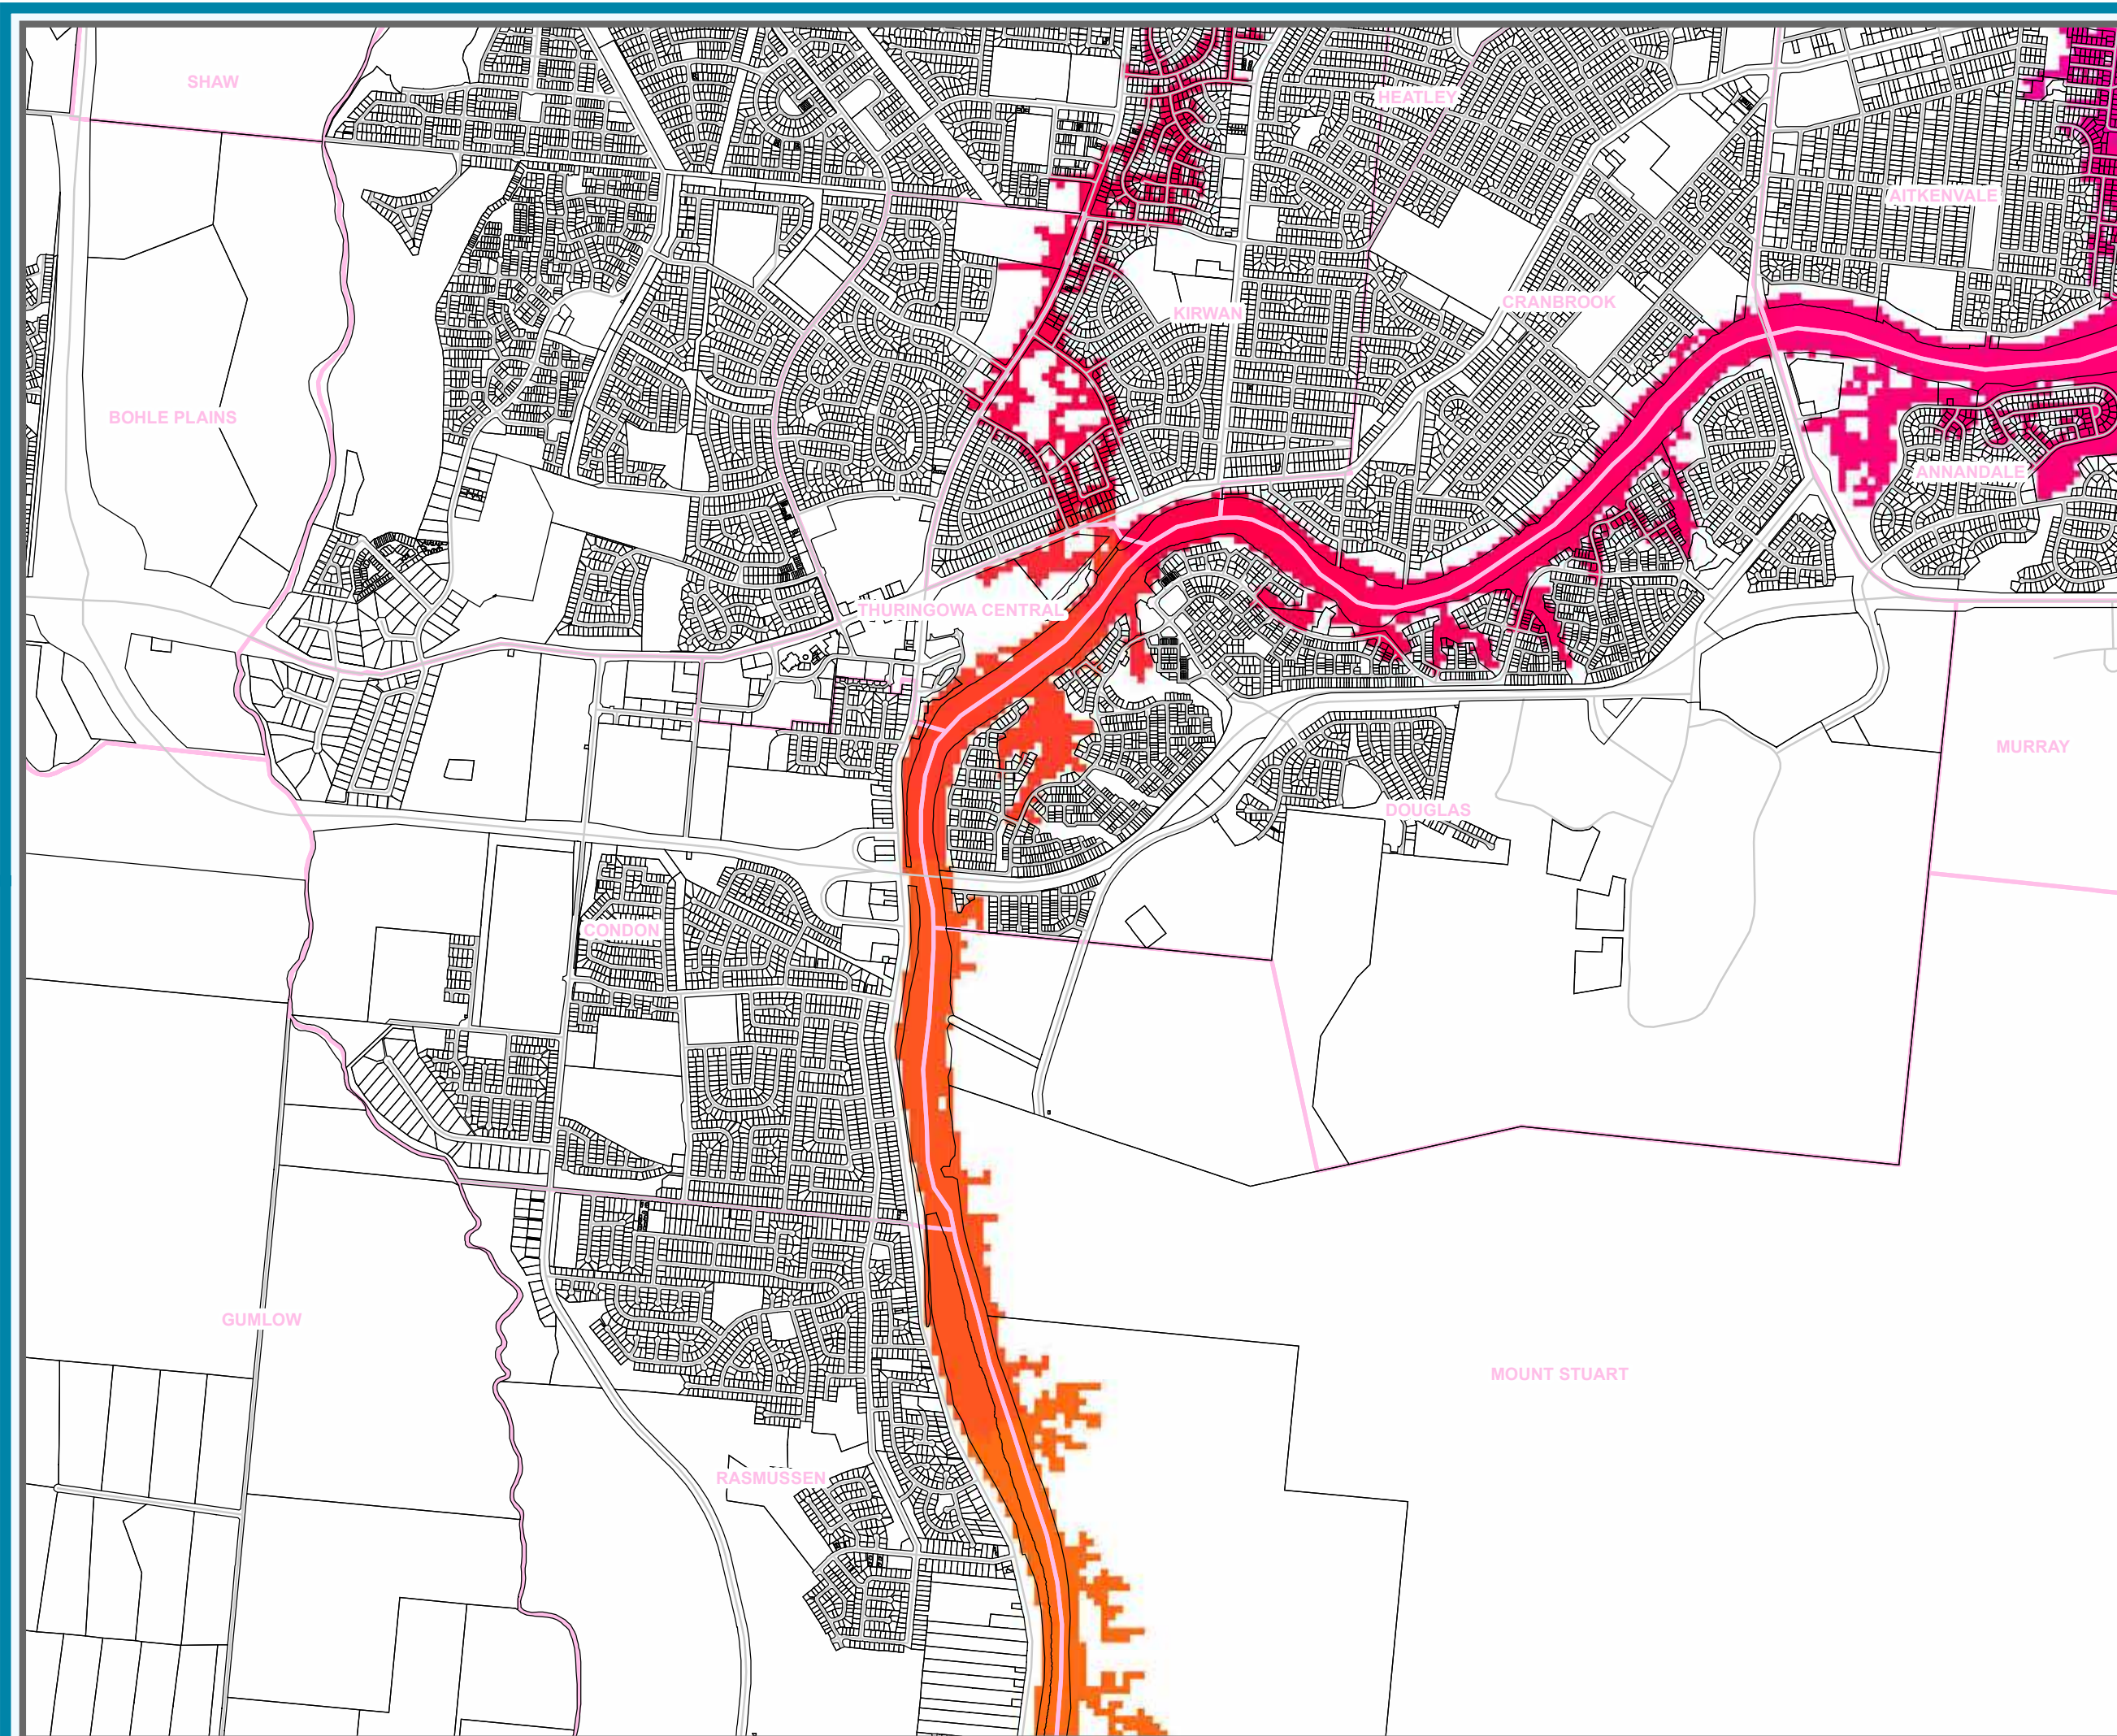 SHAW
HEATLEY
AITKENVALE
CRANBROOK
KIRWAN
BOHLE PLAINS
ANNANDALE
THURINGOWA CENTRAL
MURRAY
DOUGLAS
CONDON
GUMLOW
MOUNT STUART
RASMUSSEN